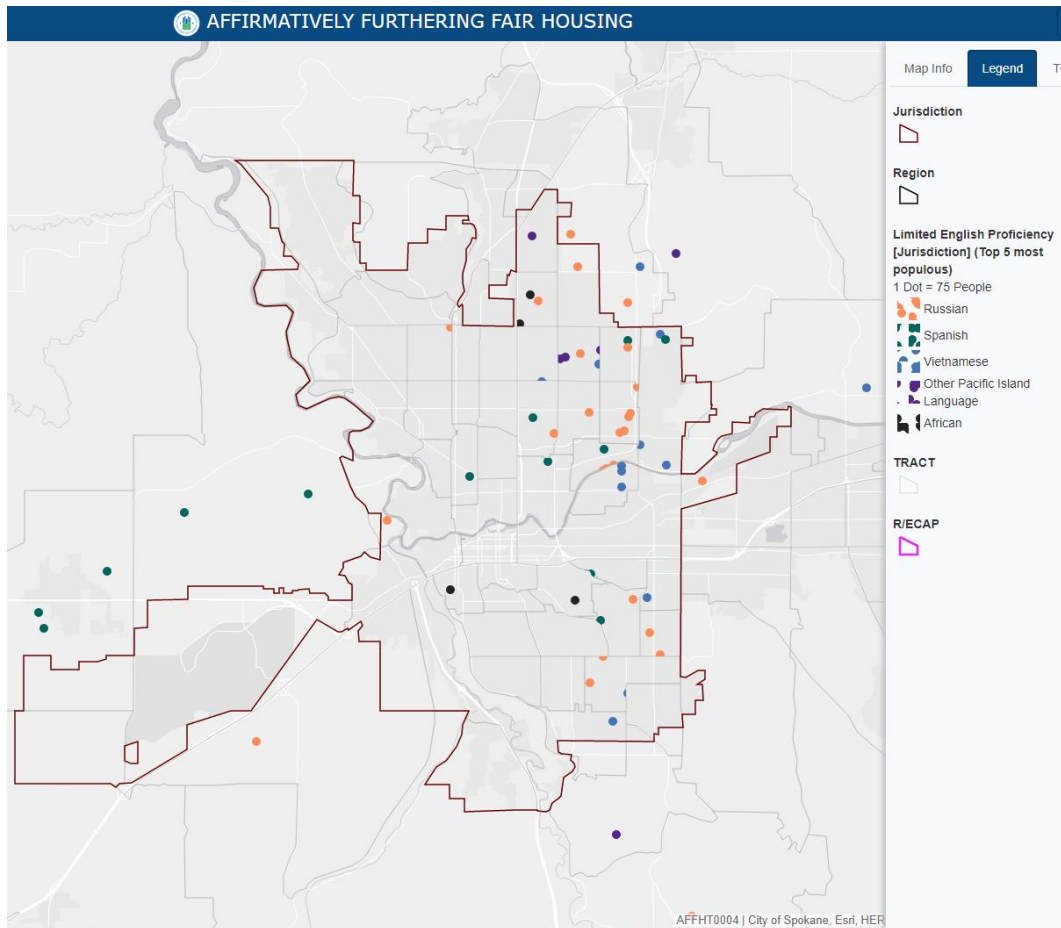 AFFIRMATIVELY FURTHERING FAIR HOUSING
Map Info Legend
Jurisdiction
Region
Limited English Proficiency
[Jurisdiction] (Top 5 most
populous)
1 Dot = 75 People
Russian
Spanish
Vietnamese
Other Pacific Island
Language
African
TRACT
R/ECAP
AFFHT0004 | City of Spokane, Esri, HER